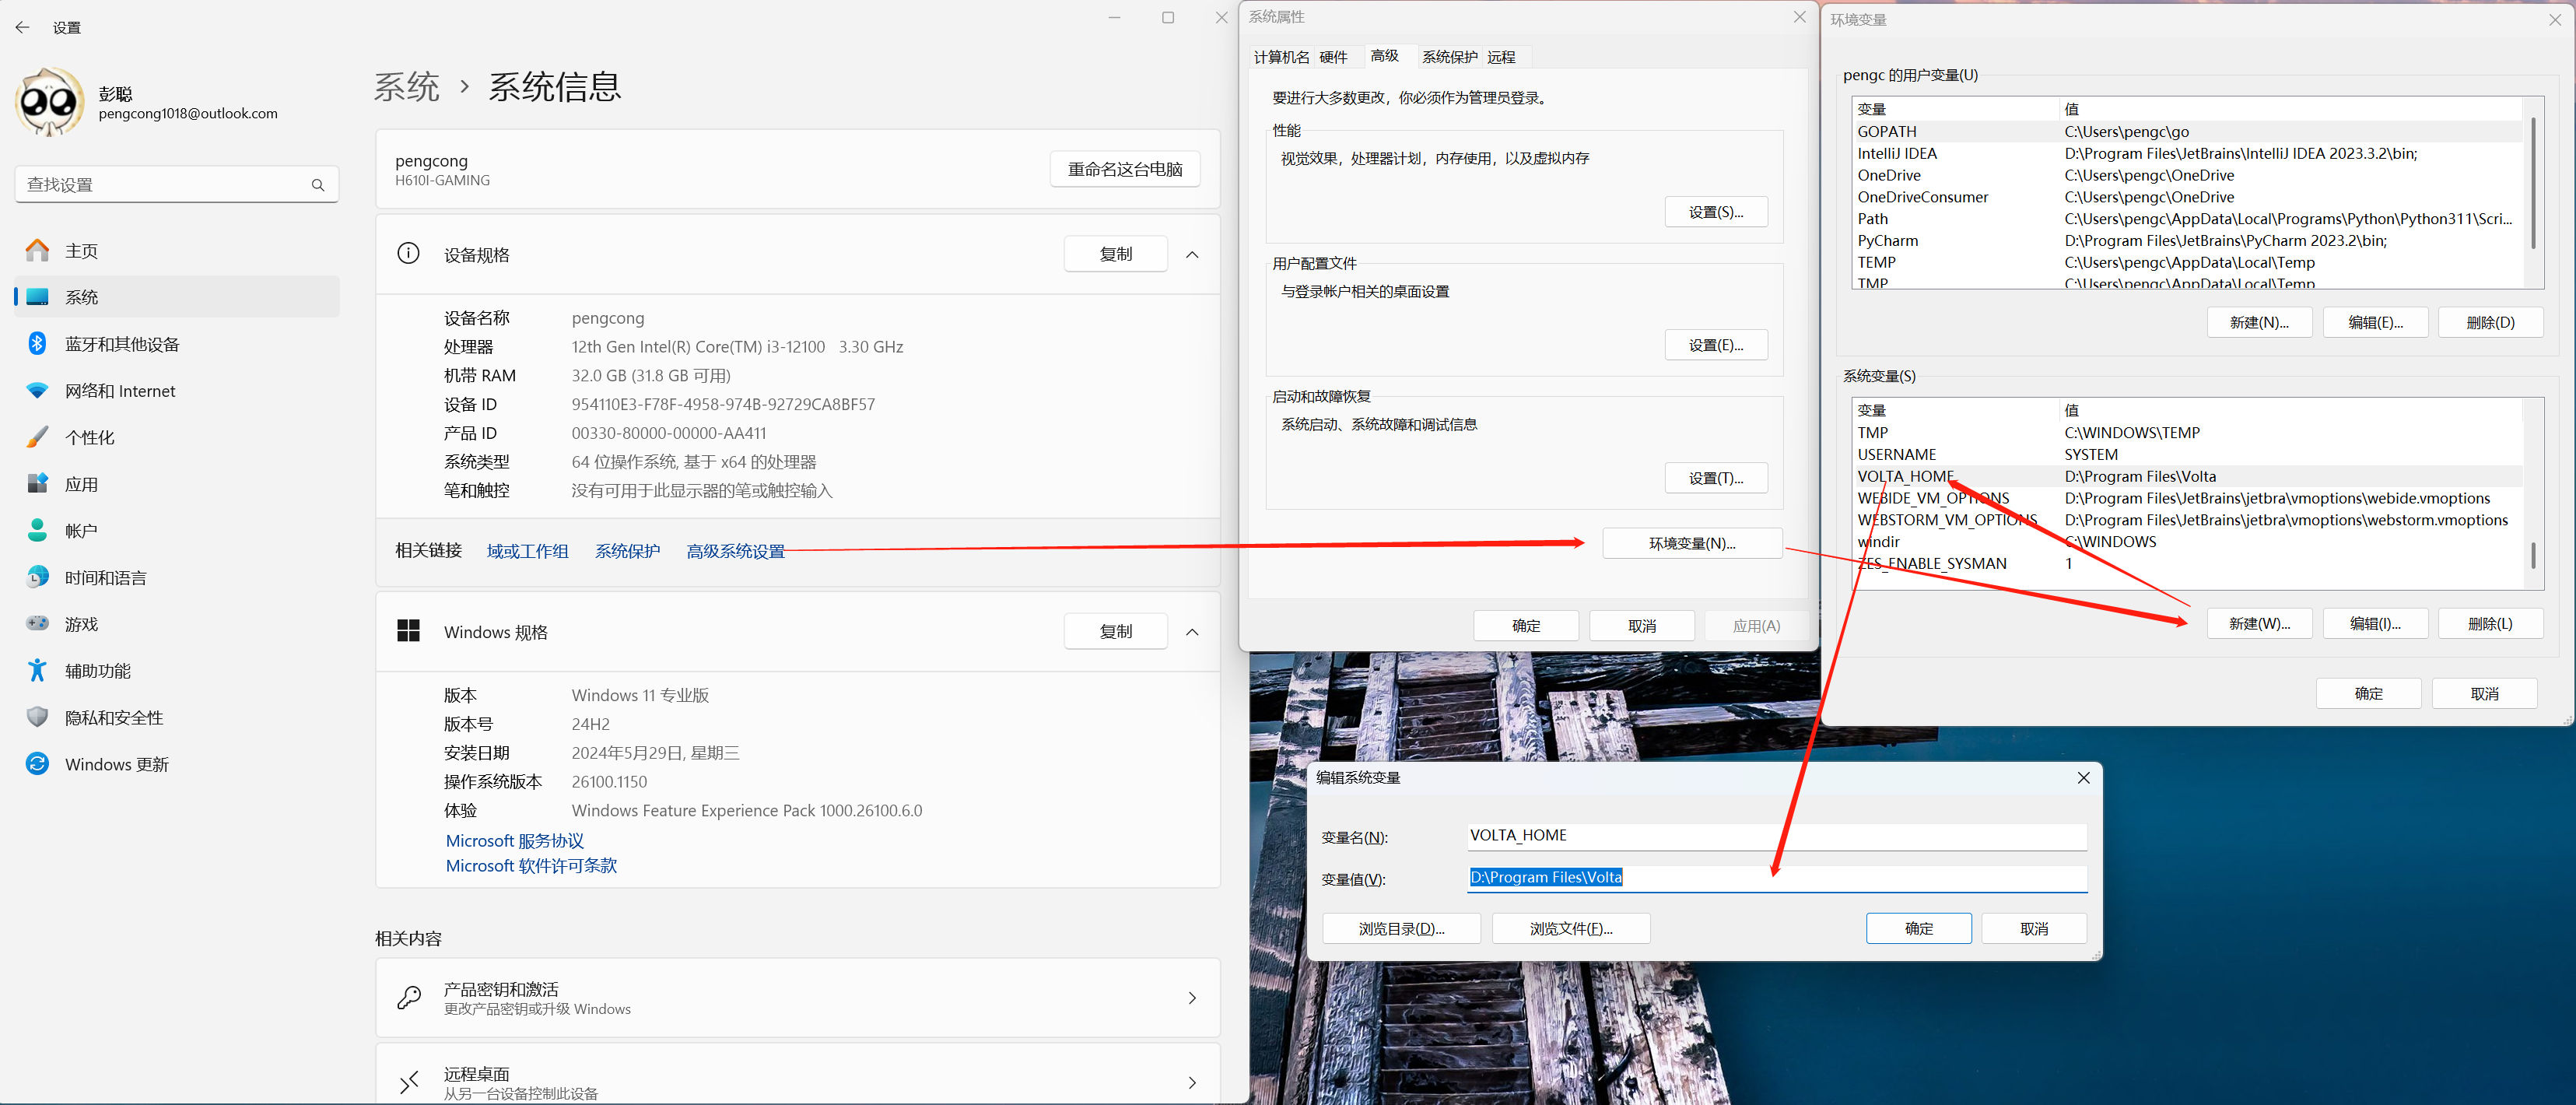 设置
彭聪
pengcong1018@outlook.com
查找设置
主页
系统
蓝牙和其他设备
网络和 Internet
个性化
应用
帐户
时间和语言
游戏
辅助功能
隐私和安全性
Windows 更新
系统 › 系统信息
pengcong
H610I-GAMING
重命名这台电脑
设备规格
复制
设备名称 pengcong
处理器 12th Gen Intel(R) Core(TM) i3-12100 3.30 GHz
机带 RAM 32.0 GB (31.8 GB 可用)
设备 ID 954110E3-F78F-4958-974B-92729CA8BF57
产品 ID 00330-80000-00000-AA411
系统类型 64 位操作系统, 基于 x64 的处理器
笔和触控 没有可用于此显示器的笔或触控输入
相关链接 域或工作组 系统保护 高级系统设置
Windows 规格
复制
版本 Windows 11 专业版
版本号 24H2
安装日期 2024年5月29日, 星期三
操作系统版本 26100.1150
体验 Windows Feature Experience Pack 1000.26100.6.0
Microsoft 服务协议
Microsoft 软件许可条款
相关内容
产品密钥和激活
更改产品密钥或升级 Windows
远程桌面
从另一台设备控制此设备
系统属性
计算机名 硬件 高级 系统保护 远程
要进行大多数更改，你必须作为管理员登录。
性能
视觉效果，处理器计划，内存使用，以及虚拟内存
设置(S)...
用户配置文件
与登录帐户相关的桌面设置
设置(E)...
启动和故障恢复
系统启动、系统故障和调试信息
设置(T)...
环境变量(N)...
确定 取消 应用(A)
环境变量
pengc 的用户变量(U)
变量 值
GOPATH C:\Users\pengc\go
IntelliJ IDEA D:\Program Files\JetBrains\IntelliJ IDEA 2023.3.2\bin;
OneDrive C:\Users\pengc\OneDrive
OneDriveConsumer C:\Users\pengc\OneDrive
Path C:\Users\pengc\AppData\Local\Programs\Python\Python311\Scri...
PyCharm D:\Program Files\JetBrains\PyCharm 2023.2\bin;
TEMP C:\Users\pengc\AppData\Local\Temp
TMP C:\Users\pengc\AppData\Local\Temp
新建(N)... 编辑(E)... 删除(D)
系统变量(S)
变量 值
TMP C:\WINDOWS\TEMP
USERNAME SYSTEM
VOLTA_HOME D:\Program Files\Volta
WEBIDE_VM_OPTIONS D:\Program Files\JetBrains\jetbra\vmoptions\webide.vmoptions
WEBSTORM_VM_OPTIONS D:\Program Files\JetBrains\jetbra\vmoptions\webstorm.vmoptions
windir C:\WINDOWS
ZES_ENABLE_SYSMAN 1
新建(W)... 编辑(I)... 删除(L)
确定 取消
编辑系统变量
变量名(N): VOLTA_HOME
变量值(V): D:\Program Files\Volta
浏览目录(D)... 浏览文件(F)... 确定 取消